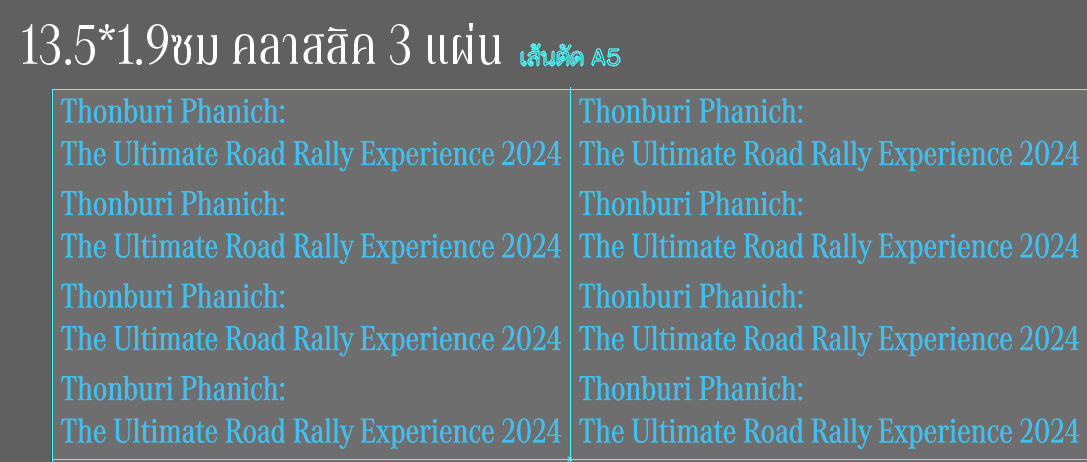 13.5*1.9ซม คลาสสิค 3 แผ่น เส้นตัด A5
Thonburi Phanich:
The Ultimate Road Rally Experience 2024
Thonburi Phanich:
The Ultimate Road Rally Experience 2024
Thonburi Phanich:
The Ultimate Road Rally Experience 2024
Thonburi Phanich:
The Ultimate Road Rally Experience 2024
Thonburi Phanich:
The Ultimate Road Rally Experience 2024
Thonburi Phanich:
The Ultimate Road Rally Experience 2024
Thonburi Phanich:
The Ultimate Road Rally Experience 2024
Thonburi Phanich:
The Ultimate Road Rally Experience 2024